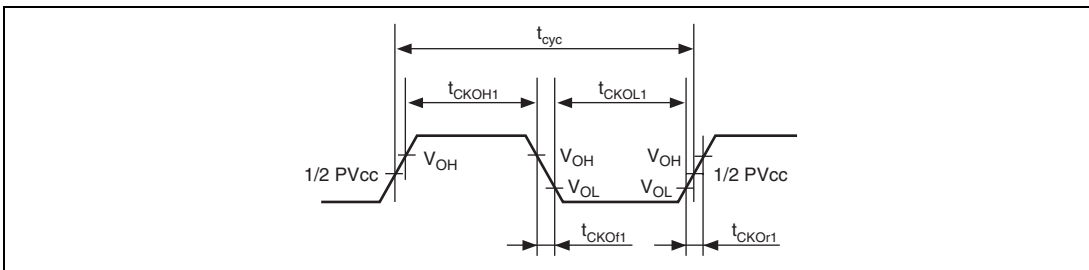 tcyc
tCKOH1 tCKOL1
VOH VOH VOH
1/2 PVcc 1/2 PVcc
VOL VOL
tCKOf1 tCKOr1